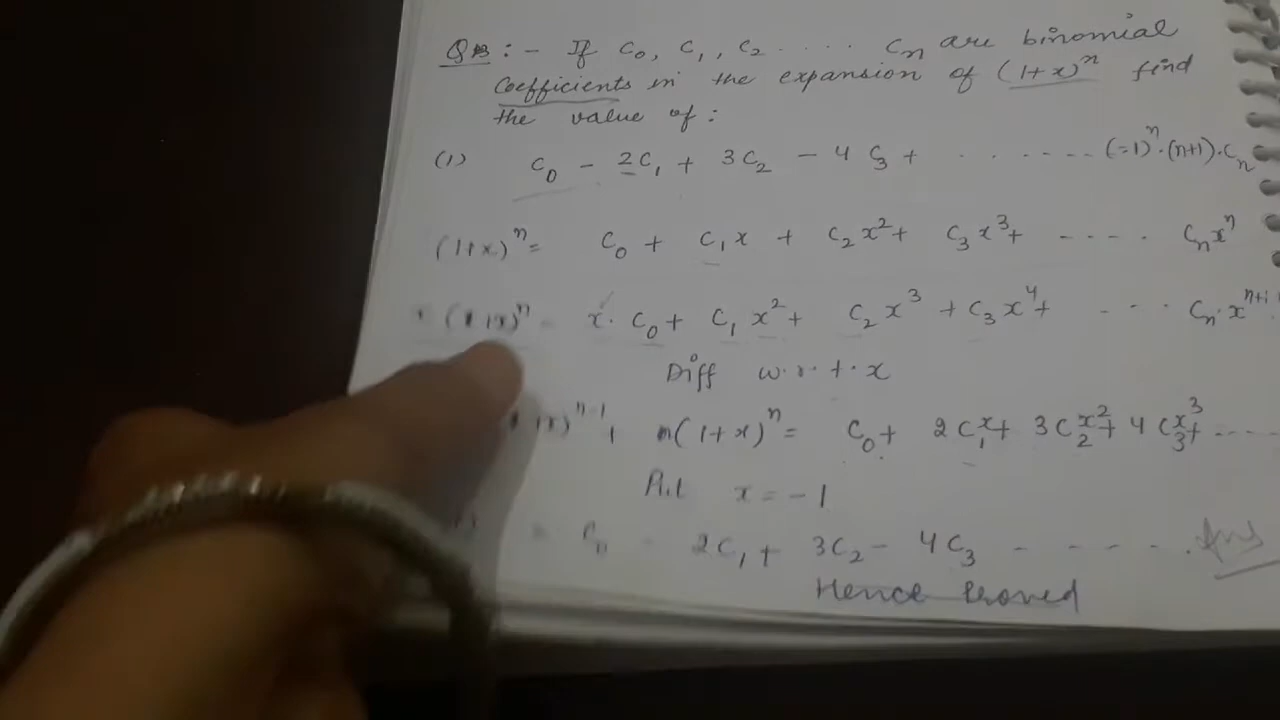 Q :- If C₀, C₁, C₂ ..... Cₙ are binomial
coefficients in the expansion of (1+x)ⁿ find
the value of :
(1) C₀ - 2C₁ + 3C₂ - 4C₃ + ....... (-1)ⁿ.(n+1).Cₙ
(1+x)ⁿ = C₀ + C₁x + C₂x² + C₃x³ + ..... Cₙxⁿ
x(1+x)ⁿ = x.C₀ + C₁x² + C₂x³ + C₃x⁴ + ... Cₙ.xⁿ⁺¹
Diff w.r.t.x
(1+x)ⁿ⁻¹ + n(1+x)ⁿ = C₀ + 2C₁x + 3C₂x² + 4C₃x³ + ....
Put x = -1
= C₀ - 2C₁ + 3C₂ - 4C₃ - - - - - . Ans
Hence Proved